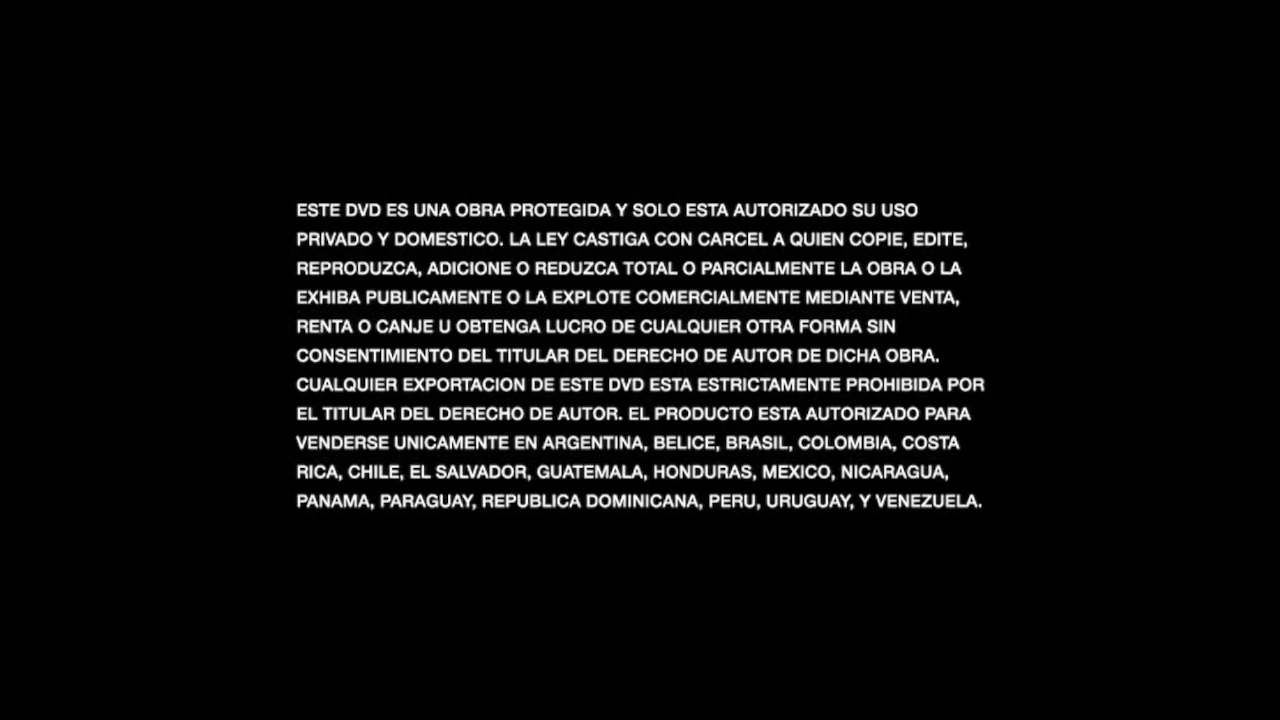 ESTE DVD ES UNA OBRA PROTEGIDA Y SOLO ESTA AUTORIZADO SU USO
PRIVADO Y DOMESTICO. LA LEY CASTIGA CON CARCEL A QUIEN COPIE, EDITE,
REPRODUZCA, ADICIONE O REDUZCA TOTAL O PARCIALMENTE LA OBRA O LA
EXHIBA PUBLICAMENTE O LA EXPLOTE COMERCIALMENTE MEDIANTE VENTA,
RENTA O CANJE U OBTENGA LUCRO DE CUALQUIER OTRA FORMA SIN
CONSENTIMIENTO DEL TITULAR DEL DERECHO DE AUTOR DE DICHA OBRA.
CUALQUIER EXPORTACION DE ESTE DVD ESTA ESTRICTAMENTE PROHIBIDA POR
EL TITULAR DEL DERECHO DE AUTOR. EL PRODUCTO ESTA AUTORIZADO PARA
VENDERSE UNICAMENTE EN ARGENTINA, BELICE, BRASIL, COLOMBIA, COSTA
RICA, CHILE, EL SALVADOR, GUATEMALA, HONDURAS, MEXICO, NICARAGUA,
PANAMA, PARAGUAY, REPUBLICA DOMINICANA, PERU, URUGUAY, Y VENEZUELA.